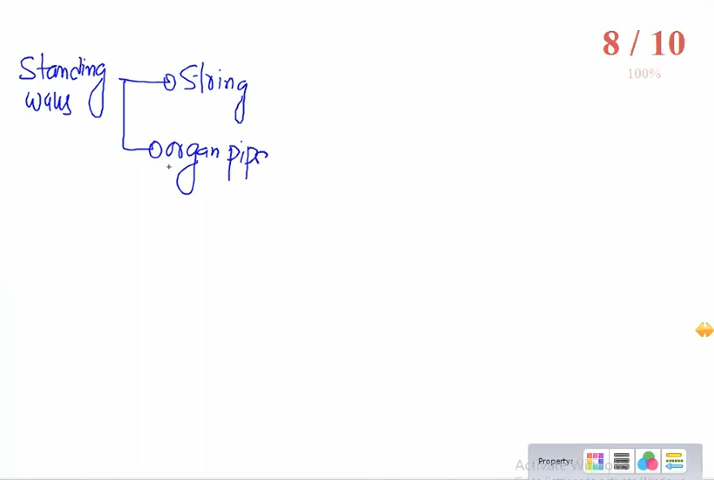 8 / 10
100%
Standing String
waves
organ pipe
Property: